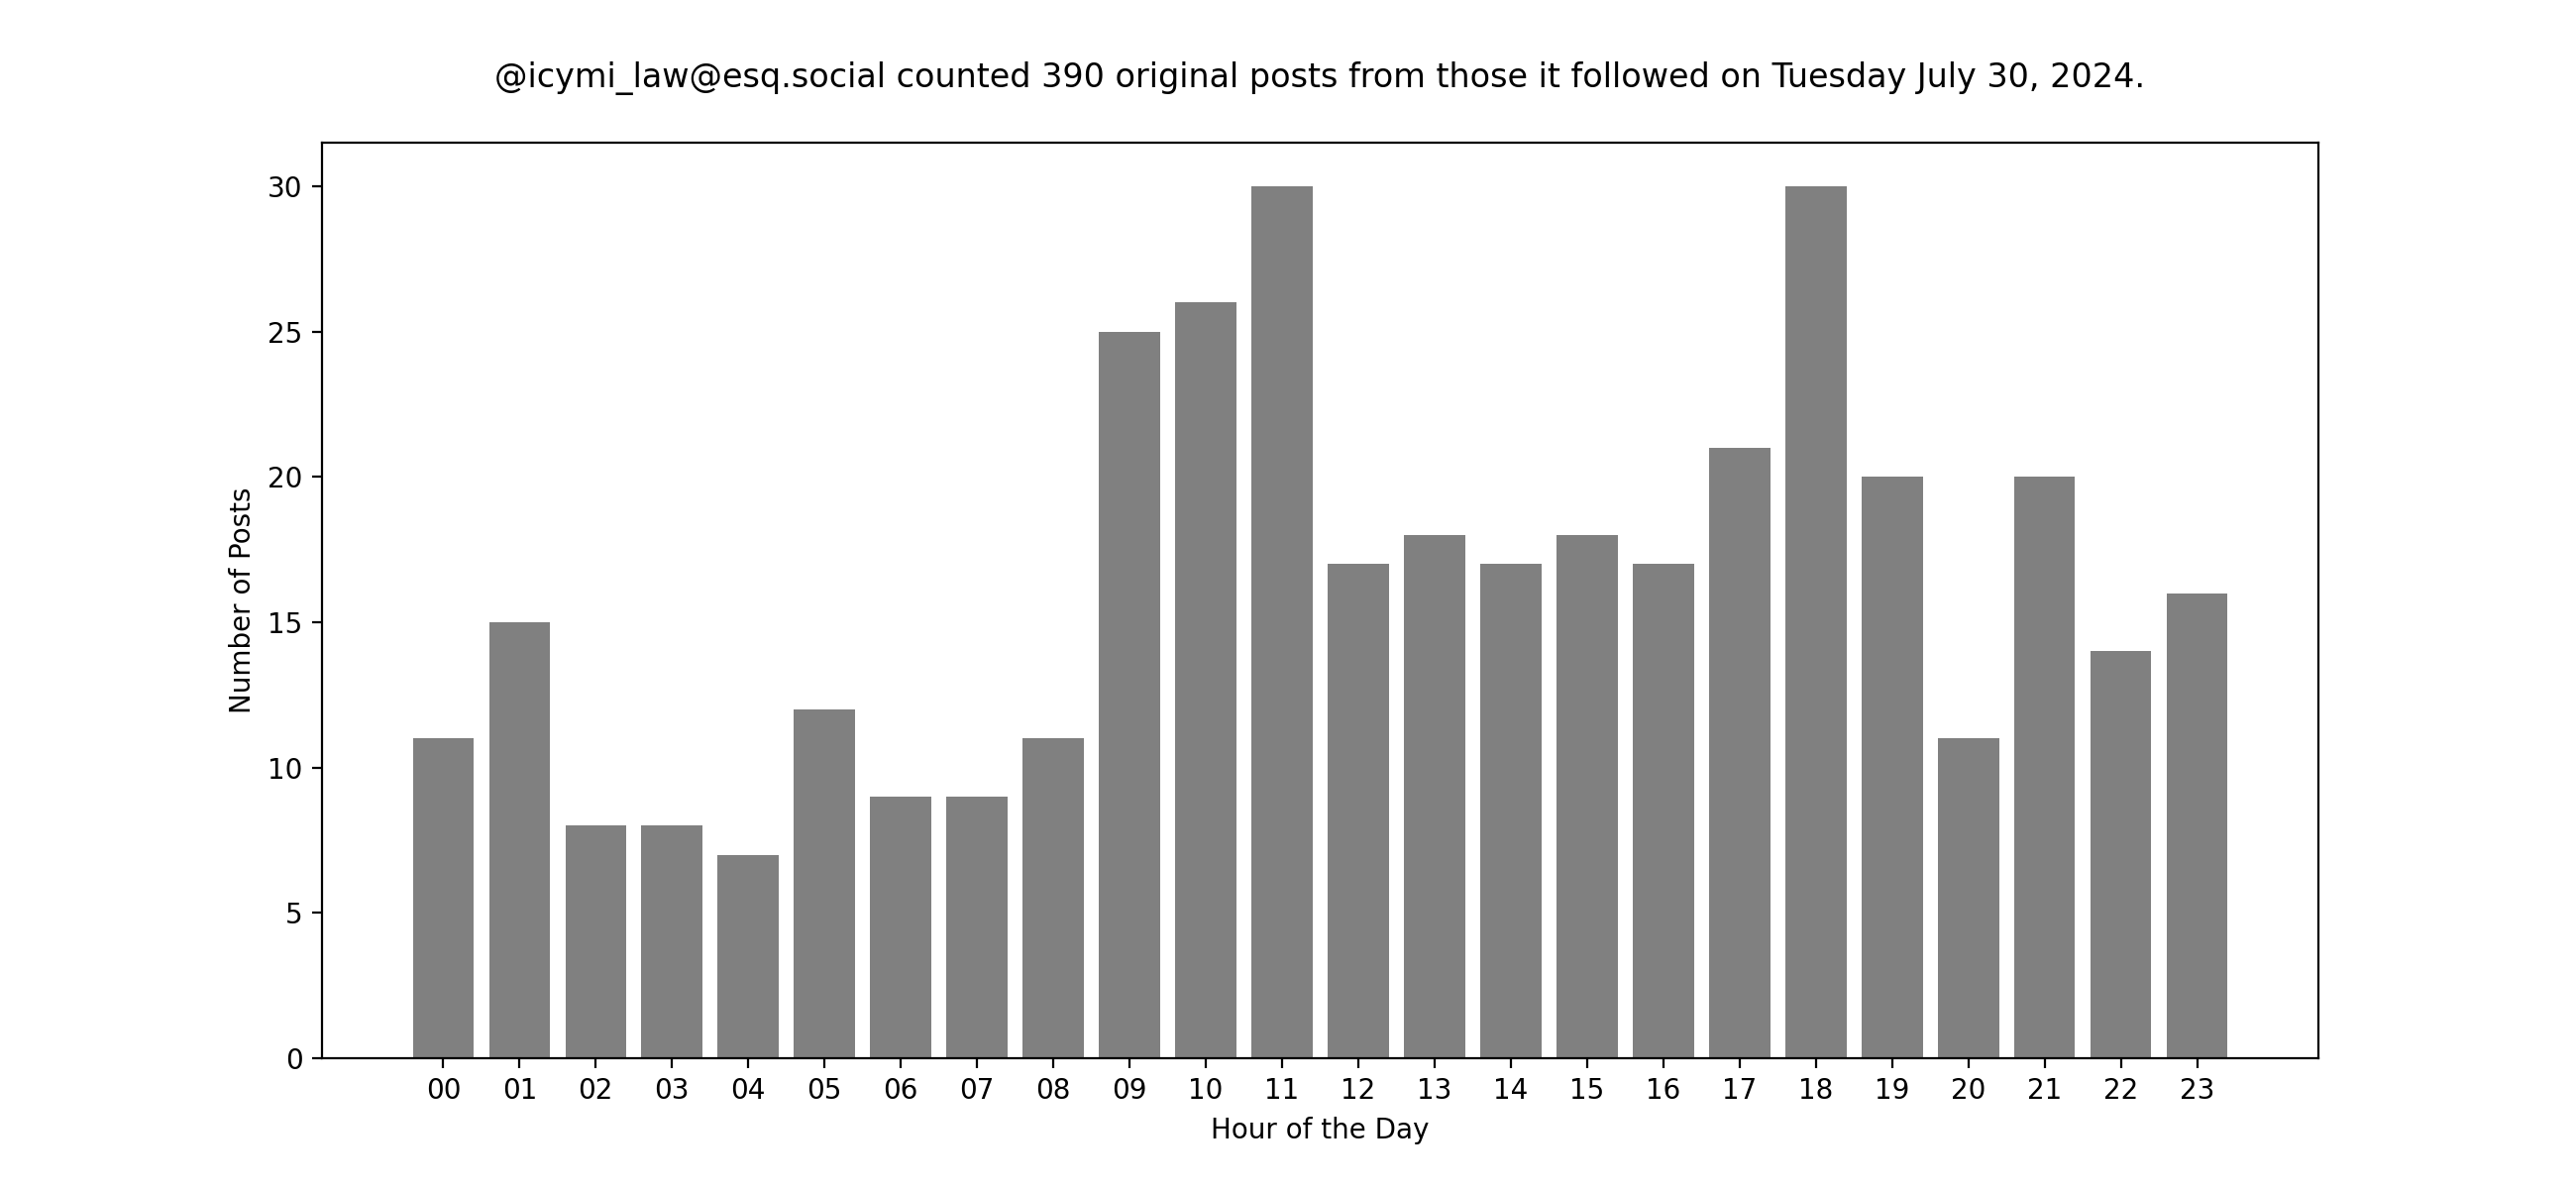 @icymi_law@esq.social counted 390 original posts from those it followed on Tuesday July 30, 2024.
30
25
20
15
10
5
0
Number of Posts
00 01 02 03 04 05 06 07 08 09 10 11 12 13 14 15 16 17 18 19 20 21 22 23
Hour of the Day